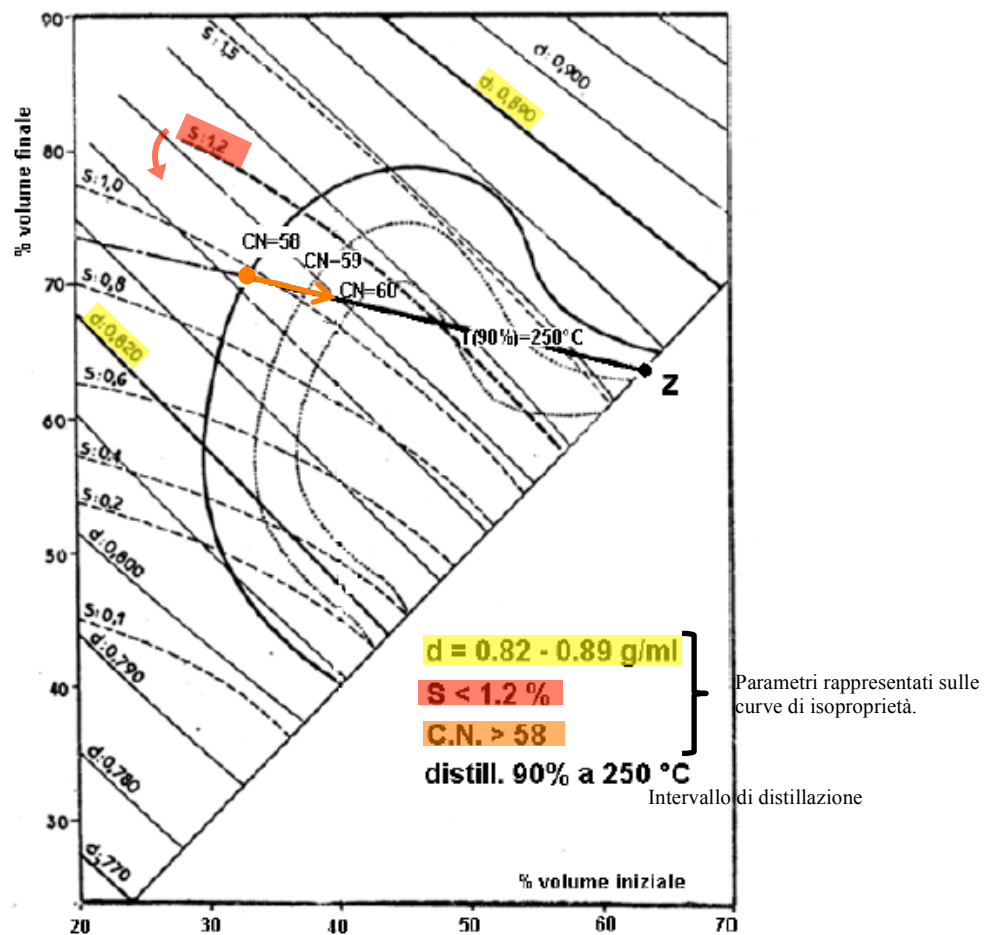 90
80
70
60
50
40
30
% volume finale
S:1,5
d:0,900
d:0,890
S:1,2
S:1,0
CN=58
CN=59
CN=60
S:0,8
d:0,820
T(90%)=250°C
Z
S:0,6
S:0,4
S:0,2
d:0,800
S:0,1
d:0,790
d:0,780
d:,770
d = 0.82 - 0.89 g/ml
S < 1.2 %
C.N. > 58
distill. 90% a 250 °C
Parametri rappresentati sulle
curve di isoproprietà.
Intervallo di distillazione
% volume iniziale
20
30
40
50
60
70